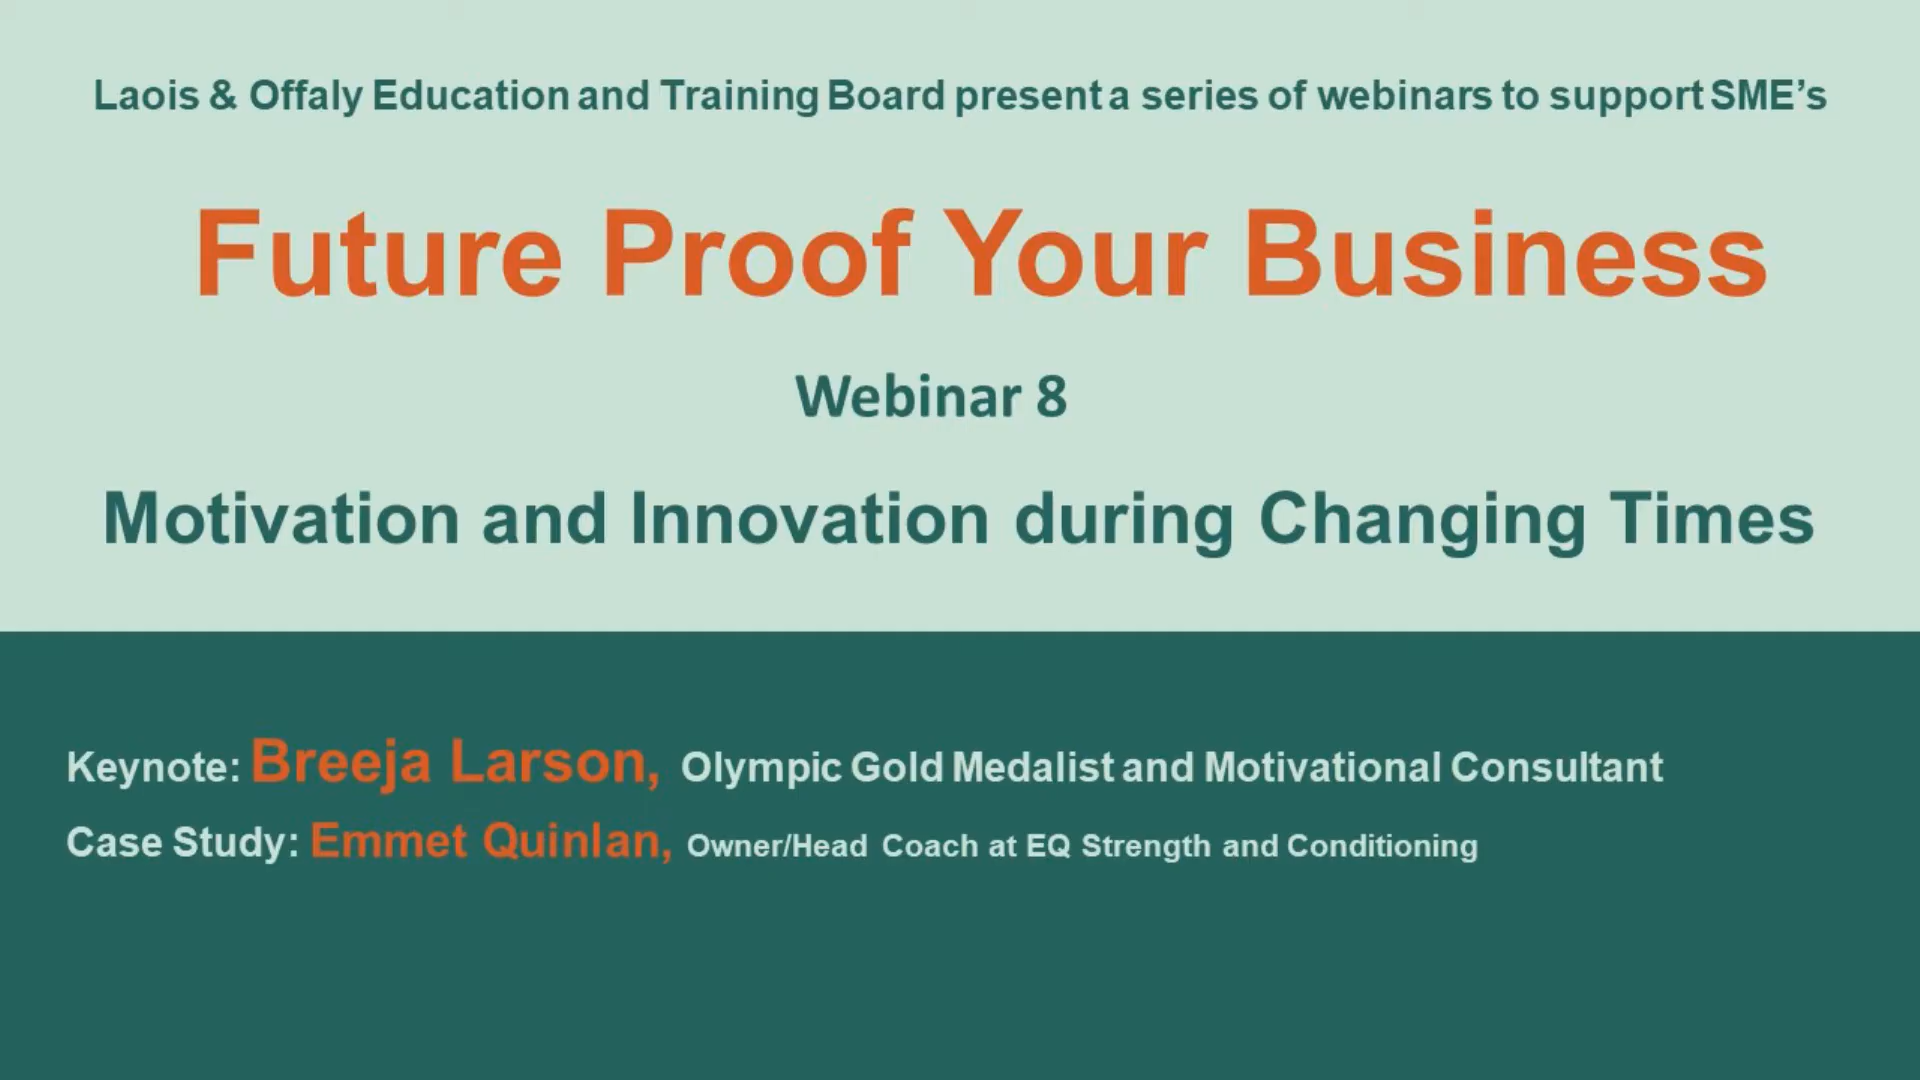 Laois & Offaly Education and Training Board present a series of webinars to support SME’s
Future Proof Your Business
Webinar 8
Motivation and Innovation during Changing Times
Keynote: Breeja Larson, Olympic Gold Medalist and Motivational Consultant
Case Study: Emmet Quinlan, Owner/Head Coach at EQ Strength and Conditioning